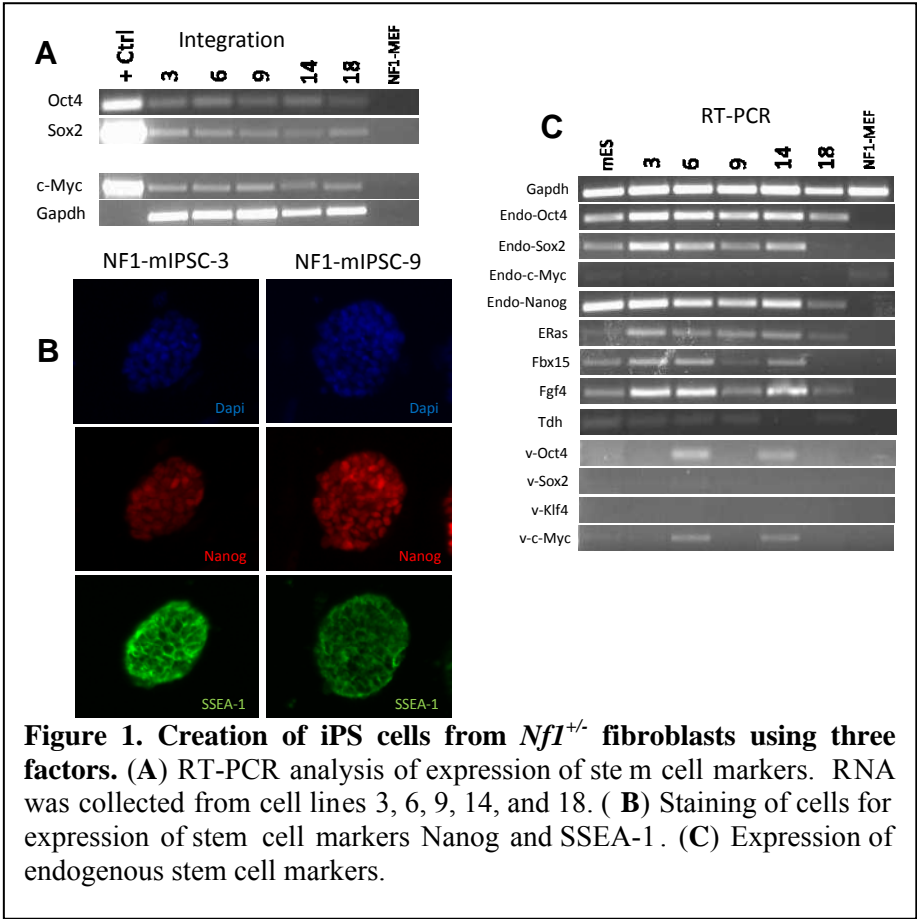 A
Integration
+ Ctrl
3
6
9
14
18
NF1-MEF
Oct4
Sox2
c-Myc
Gapdh
NF1-mIPSC-3
NF1-mIPSC-9
B
Dapi
Dapi
Nanog
Nanog
SSEA-1
SSEA-1
C
RT-PCR
mES
3
6
9
14
18
NF1-MEF
Gapdh
Endo-Oct4
Endo-Sox2
Endo-c-Myc
Endo-Nanog
ERas
Fbx15
Fgf4
Tdh
v-Oct4
v-Sox2
v-Klf4
v-c-Myc
Figure 1. Creation of iPS cells from Nf1+/- fibroblasts using three
factors. (A) RT-PCR analysis of expression of ste m cell markers. RNA
was collected from cell lines 3, 6, 9, 14, and 18. ( B) Staining of cells for
expression of stem cell markers Nanog and SSEA-1. (C) Expression of
endogenous stem cell markers.